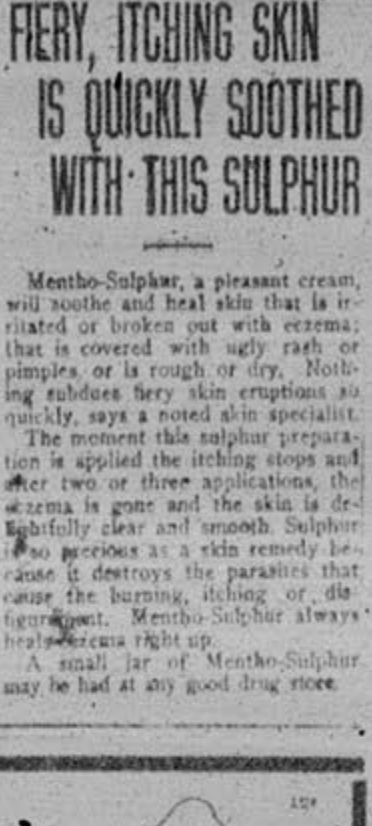 FIERY, ITCHING SKIN
IS QUICKLY SOOTHED
WITH THIS SULPHUR
Mentho-Sulphur, a pleasant cream,
will soothe and heal skin that is ir-
ritated or broken out with eczema;
that is covered with ugly rash or
pimples, or is rough or dry. Noth-
ing subdues fiery skin eruptions so
quickly, says a noted skin specialist.
The moment this sulphur prepara-
tion is applied the itching stops and
after two or three applications, the
eczema is gone and the skin is de-
lightfully clear and smooth. Sulphur
is so precious as a skin remedy be-
cause it destroys the parasites that
cause the burning, itching or dis-
figurement. Mentho-Sulphur always
heals eczema right up.
A small jar of Mentho-Sulphur
may be had at any good drug store.